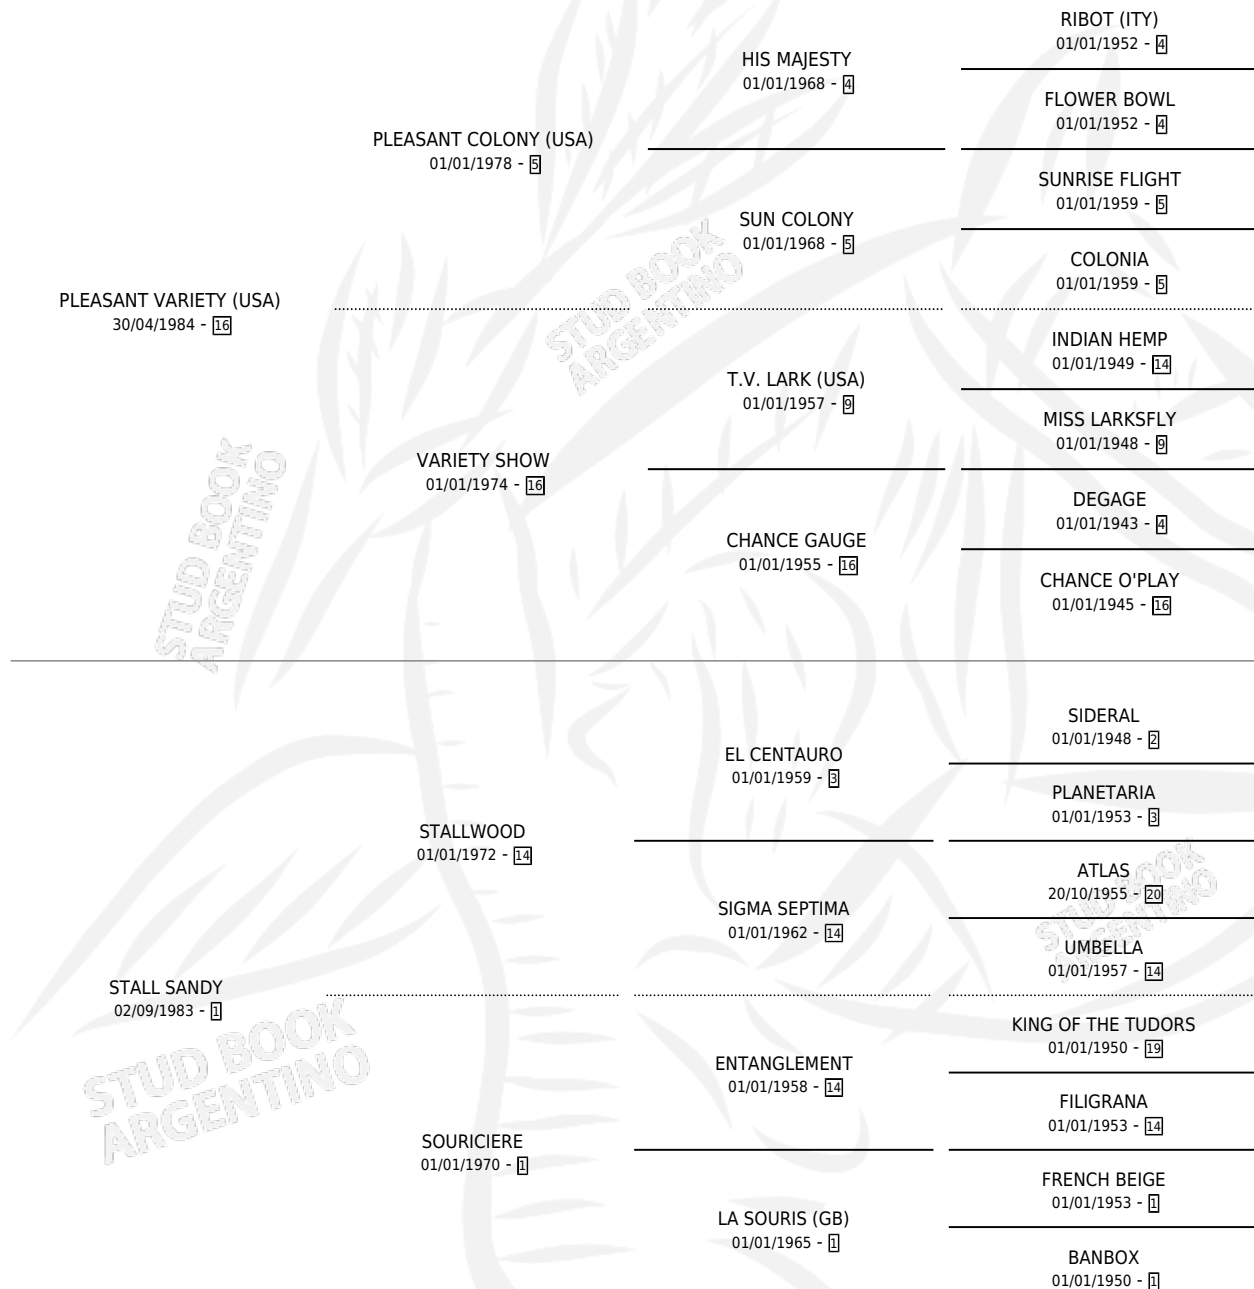 RIBOT (ITY)
01/01/1952 - 4
HIS MAJESTY
01/01/1968 - 4
FLOWER BOWL
01/01/1952 - 4
PLEASANT COLONY (USA)
01/01/1978 - 5
SUNRISE FLIGHT
01/01/1959 - 5
SUN COLONY
01/01/1968 - 5
COLONIA
01/01/1959 - 5
PLEASANT VARIETY (USA)
30/04/1984 - 16
STUD BOOK
ARGENTINO
INDIAN HEMP
01/01/1949 - 14
T.V. LARK (USA)
01/01/1957 - 9
MISS LARKSFLY
01/01/1948 - 9
VARIETY SHOW
01/01/1974 - 16
DEGAGE
01/01/1943 - 4
CHANCE GAUGE
01/01/1955 - 16
CHANCE O'PLAY
01/01/1945 - 16
STUD BOOK
ARGENTINO
SIDERAL
01/01/1948 - 2
EL CENTAURO
01/01/1959 - 3
PLANETARIA
01/01/1953 - 3
STALLWOOD
01/01/1972 - 14
ATLAS
20/10/1955 - 20
SIGMA SEPTIMA
01/01/1962 - 14
UMBELLA
01/01/1957 - 14
STUD BOOK
ARGENTINO
STALL SANDY
02/09/1983 - 1
KING OF THE TUDORS
01/01/1950 - 19
ENTANGLEMENT
01/01/1958 - 14
FILIGRANA
01/01/1953 - 14
STUD BOOK
ARGENTINO
SOURICIERE
01/01/1970 - 1
FRENCH BEIGE
01/01/1953 - 1
LA SOURIS (GB)
01/01/1965 - 1
BANBOX
01/01/1950 - 1